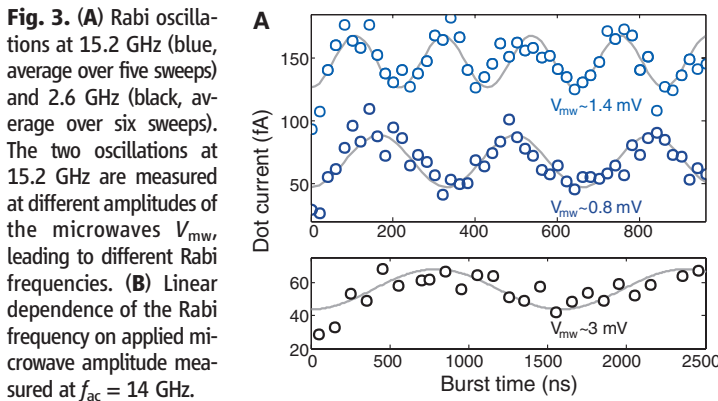 Fig. 3. (A) Rabi oscilla-
tions at 15.2 GHz (blue,
average over five sweeps)
and 2.6 GHz (black, av-
erage over six sweeps).
The two oscillations at
15.2 GHz are measured
at different amplitudes of
the microwaves Vmw,
leading to different Rabi
frequencies. (B) Linear
dependence of the Rabi
frequency on applied mi-
crowave amplitude mea-
sured at fac = 14 GHz.
A
150
100
50
Vmw~1.4 mV
Vmw~0.8 mV
0 200 400 600 800
Dot current (fA)
60
40
20
Vmw~3 mV
0 500 1000 1500 2000 2500
Burst time (ns)